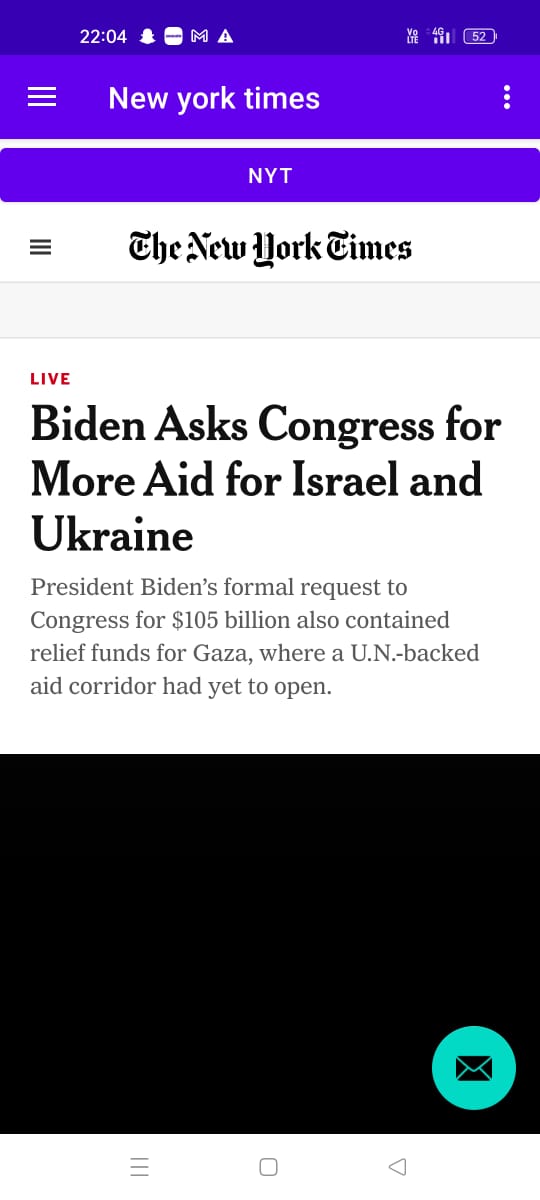 22:04 Vo LTE 4G 52
New york times
NYT
The New York Times
LIVE
Biden Asks Congress for
More Aid for Israel and
Ukraine
President Biden’s formal request to
Congress for $105 billion also contained
relief funds for Gaza, where a U.N.-backed
aid corridor had yet to open.